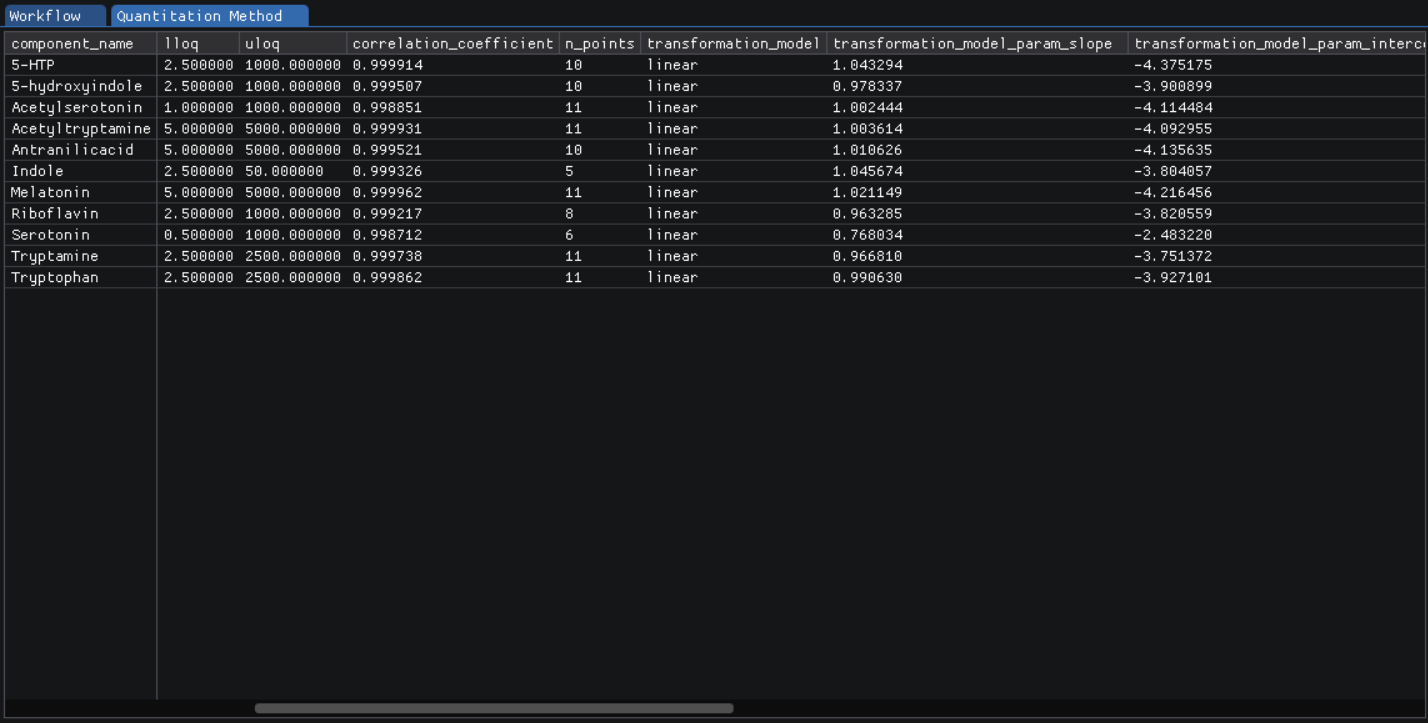 Workflow Quantitation Method
component_name lloq uloq correlation_coefficient n_points transformation_model transformation_model_param_slope transformation_model_param_interc
5-HTP 2.500000 1000.000000 0.999914 10 linear 1.043294 -4.375175
5-hydroxyindole 2.500000 1000.000000 0.999507 10 linear 0.978337 -3.900899
Acetylserotonin 1.000000 1000.000000 0.998851 11 linear 1.002444 -4.114484
Acetyltryptamine 5.000000 5000.000000 0.999931 11 linear 1.003614 -4.092955
Antranilicacid 5.000000 5000.000000 0.999521 10 linear 1.010626 -4.135635
Indole 2.500000 50.000000 0.999326 5 linear 1.045674 -3.804057
Melatonin 5.000000 5000.000000 0.999962 11 linear 1.021149 -4.216456
Riboflavin 2.500000 1000.000000 0.999217 8 linear 0.963285 -3.820559
Serotonin 0.500000 1000.000000 0.998712 6 linear 0.768034 -2.483220
Tryptamine 2.500000 2500.000000 0.999738 11 linear 0.966810 -3.751372
Tryptophan 2.500000 2500.000000 0.999862 11 linear 0.990630 -3.927101